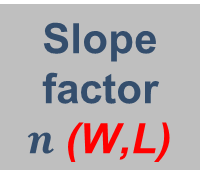 Slope
factor
n (W,L)